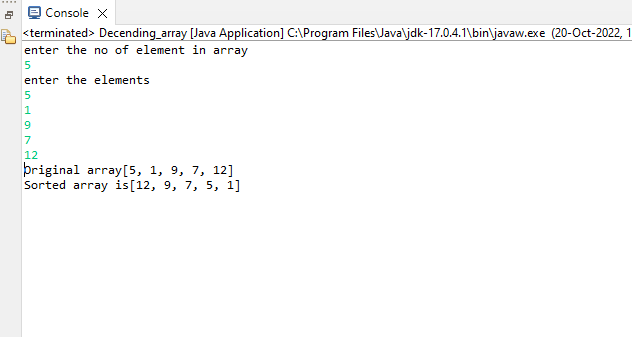 Console
<terminated> Decending_array [Java Application] C:\Program Files\Java\jdk-17.0.4.1\bin\javaw.exe (20-Oct-2022, 1
enter the no of element in array
5
enter the elements
5
1
9
7
12
Original array[5, 1, 9, 7, 12]
Sorted array is[12, 9, 7, 5, 1]